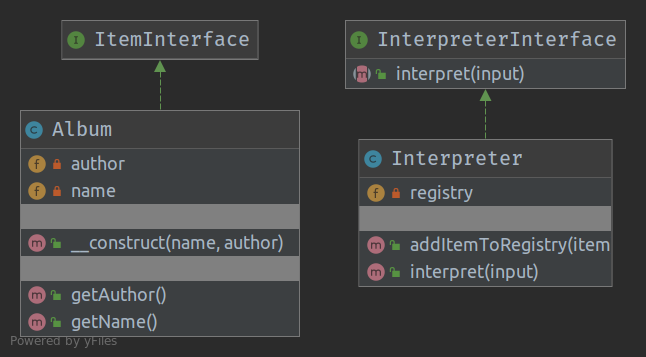 ItemInterface
Album
author
name
__construct(name, author)
getAuthor()
getName()
InterpreterInterface
interpret(input)
Interpreter
registry
addItemToRegistry(item
interpret(input)
Powered by yFiles